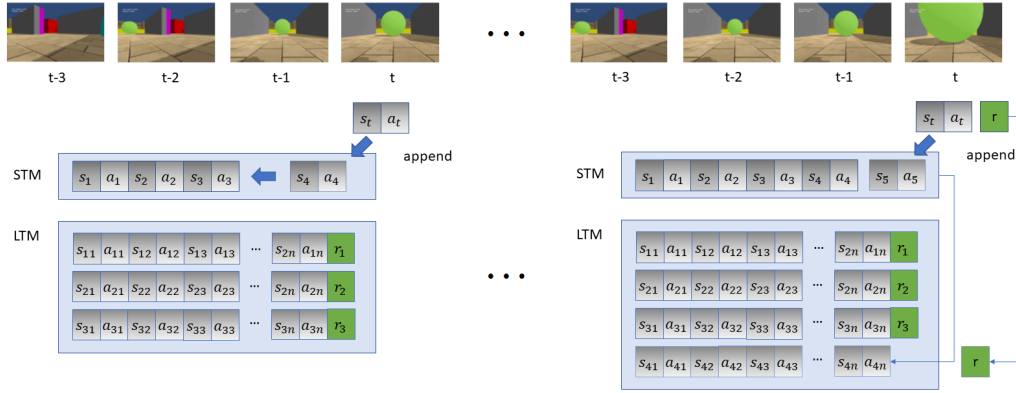 t-3 t-2 t-1 t t-3 t-2 t-1 t
s_t a_t s_t a_t r
append append
STM s_1 a_1 s_2 a_2 s_3 a_3 s_4 a_4 STM s_1 a_1 s_2 a_2 s_3 a_3 s_4 a_4 s_5 a_5
LTM LTM
s_11 a_11 s_12 a_12 s_13 a_13 ... s_2n a_1n r_1 s_11 a_11 s_12 a_12 s_13 a_13 ... s_2n a_1n r_1
s_21 a_21 s_22 a_22 s_23 a_23 ... s_2n a_2n r_2 s_21 a_21 s_22 a_22 s_23 a_23 ... s_2n a_2n r_2
s_31 a_31 s_32 a_32 s_33 a_33 ... s_3n a_3n r_3 s_31 a_31 s_32 a_32 s_33 a_33 ... s_3n a_3n r_3
s_41 a_41 s_42 a_42 s_43 a_43 ... s_4n a_4n r